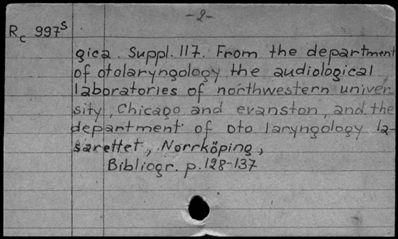 -2-
Rc 997s
gica. Suppl. 117. From the department
of otolaryngology the audiological
laboratories of northwestern univer-
sity, Chicago and evanston, and the
department of oto laryngology la-
sarettet, Norrköping,
Bibliogr. p. 128-137